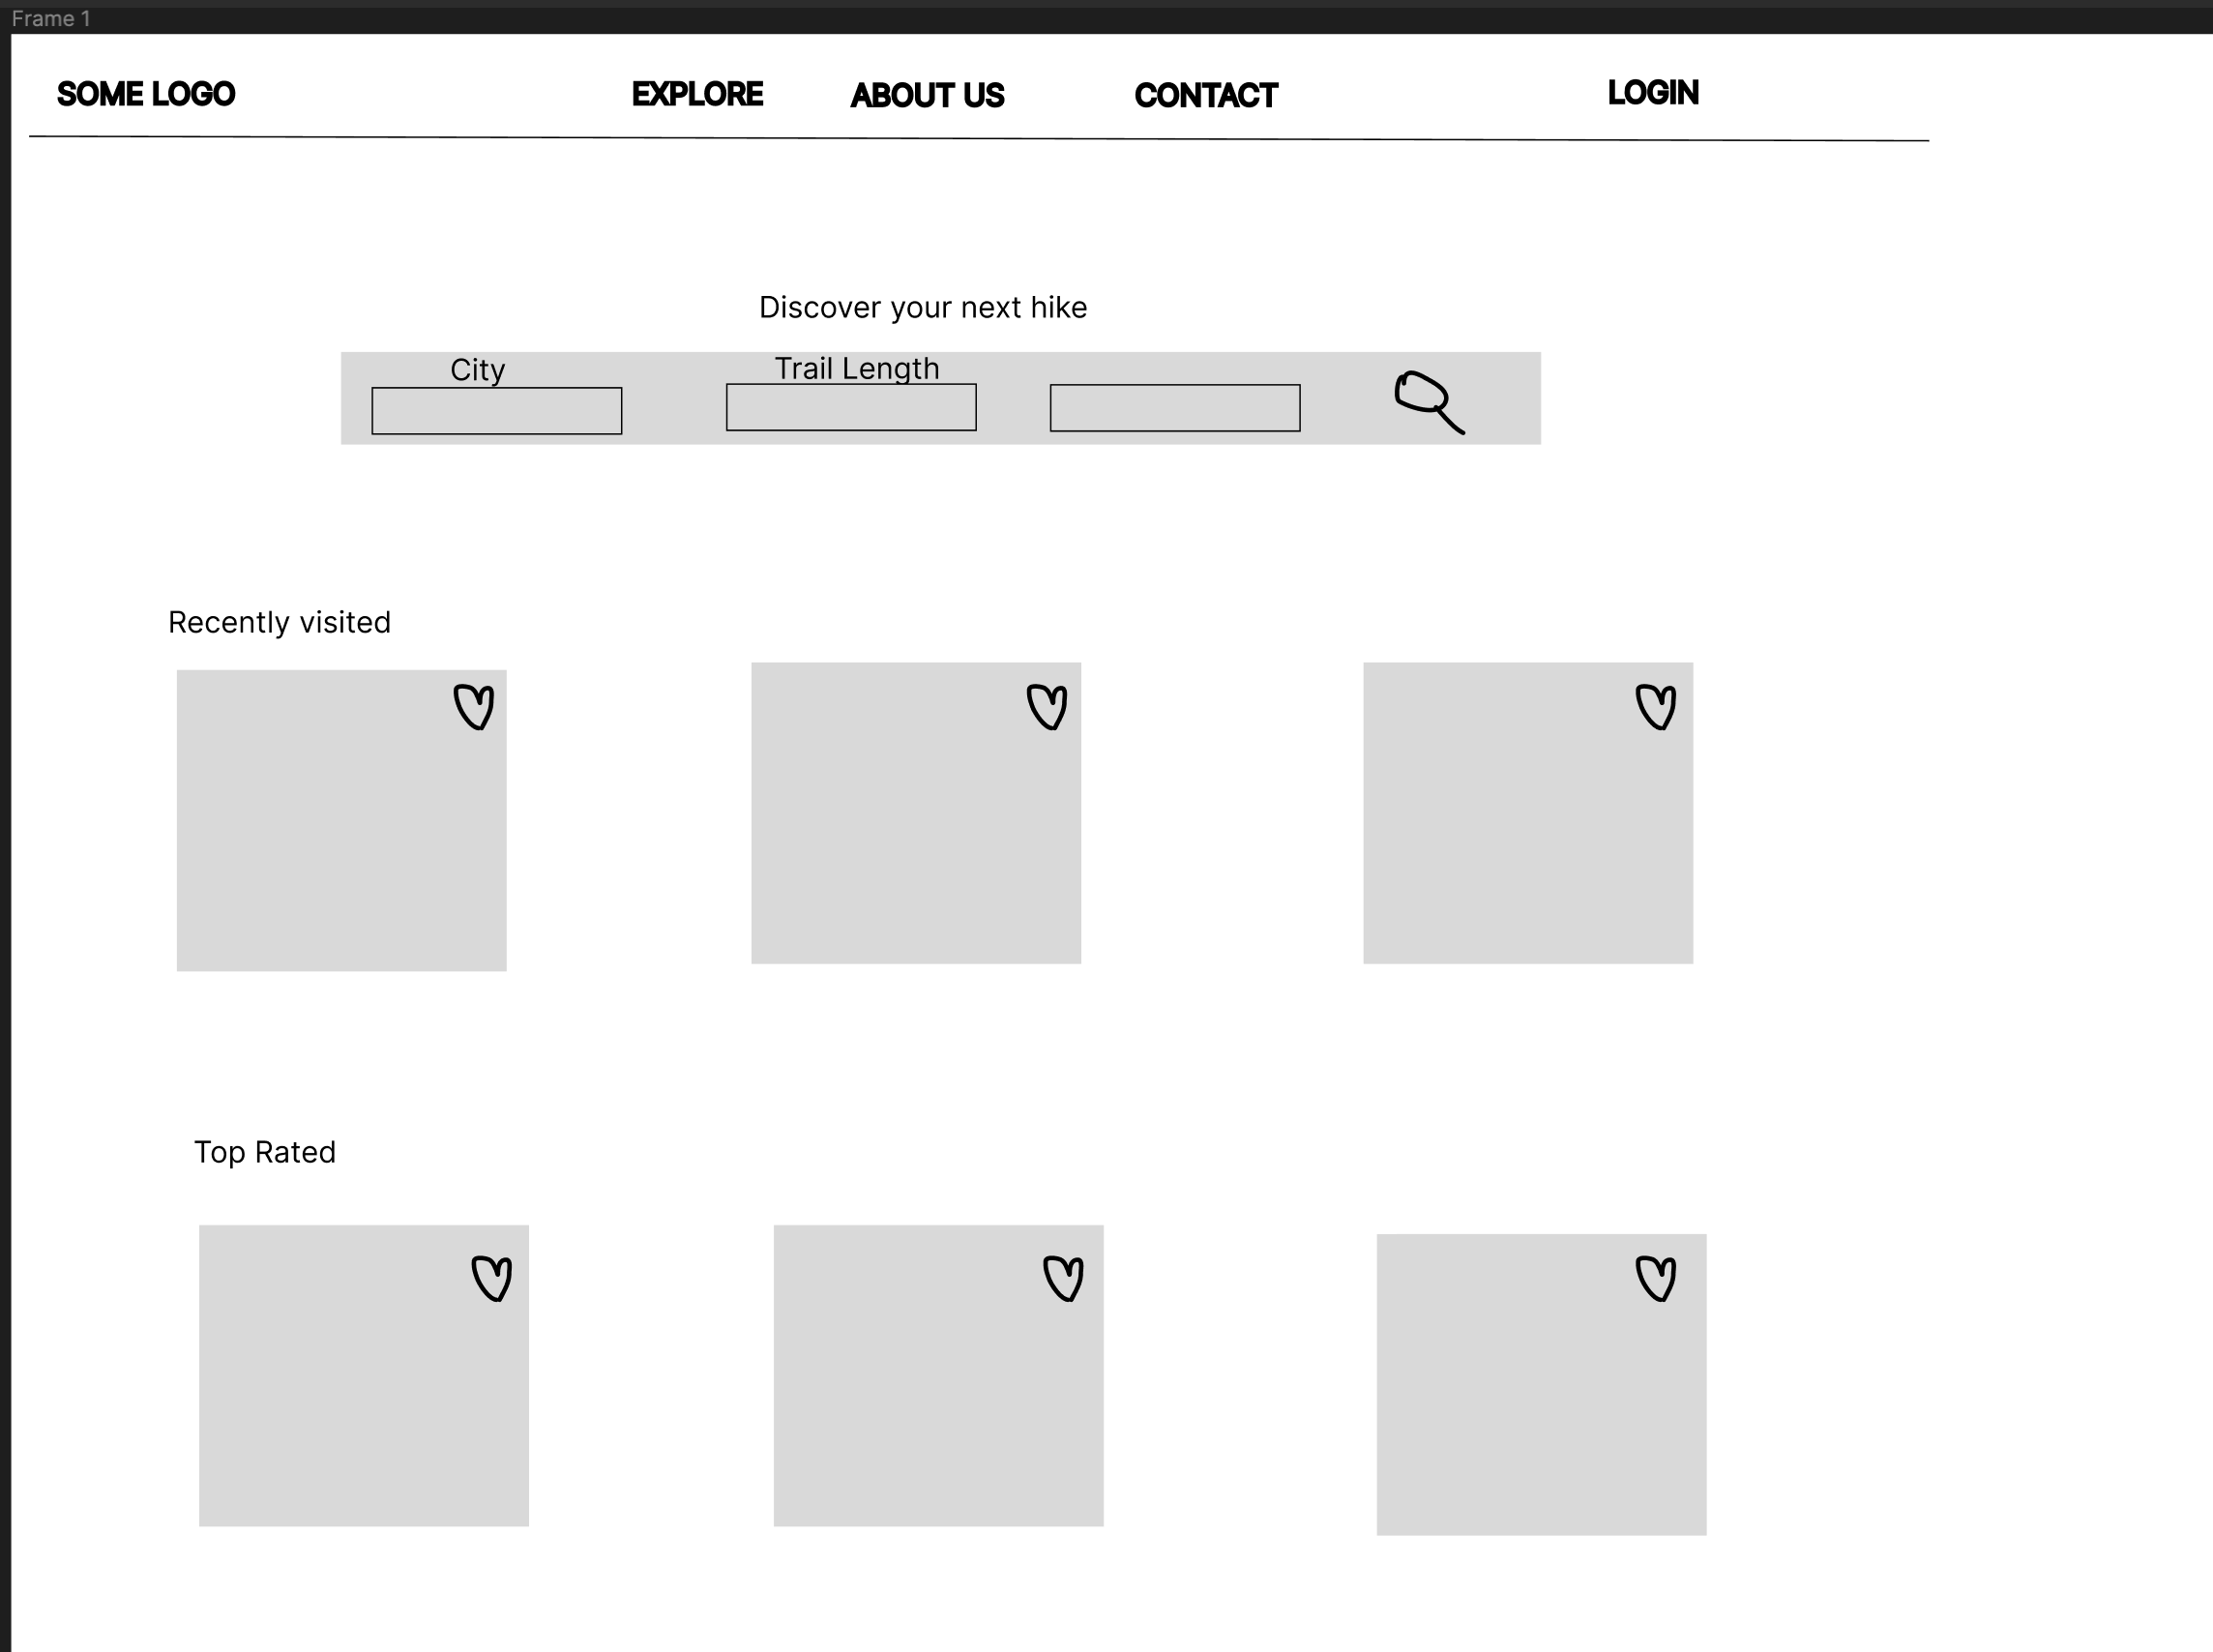 Frame 1
SOME LOGO EXPLORE ABOUT US CONTACT LOGIN
Discover your next hike
City Trail Length
Recently visited
Top Rated